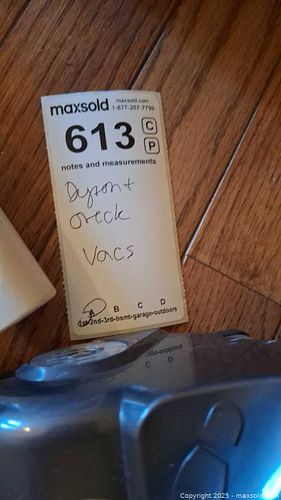 maxsold maxsold.com
1-877-257-7799
613 C
P
notes and measurements
Dyson +
oreck
Vacs
A B C D
1st-2nd-3rd-bsmt-garage-outdoors
C D
Copyright 2025 - maxsold